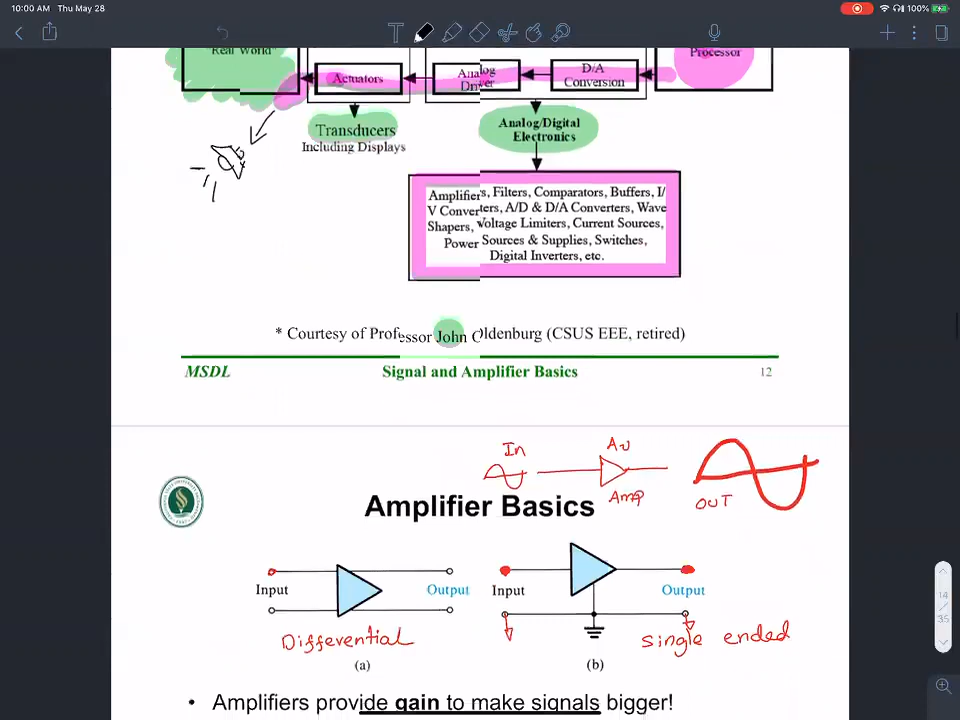 10:00 AM Thu May 28
100%
Real World*
Processor
Actuators
Analog
Driver
D/A
Conversion
Transducers
Including Displays
Analog/Digital
Electronics
Amplifiers, Filters, Comparators, Buffers, I/
V Converters, A/D & D/A Converters, Wave
Shapers, Voltage Limiters, Current Sources,
Power Sources & Supplies, Switches,
Digital Inverters, etc.
* Courtesy of Professor John Oldenburg (CSUS EEE, retired)
MSDL
Signal and Amplifier Basics
12
In
Av
Amp
OUT
Amplifier Basics
Input
Output
Input
Output
Differential
single ended
(a)
(b)
14
35
• Amplifiers provide gain to make signals bigger!